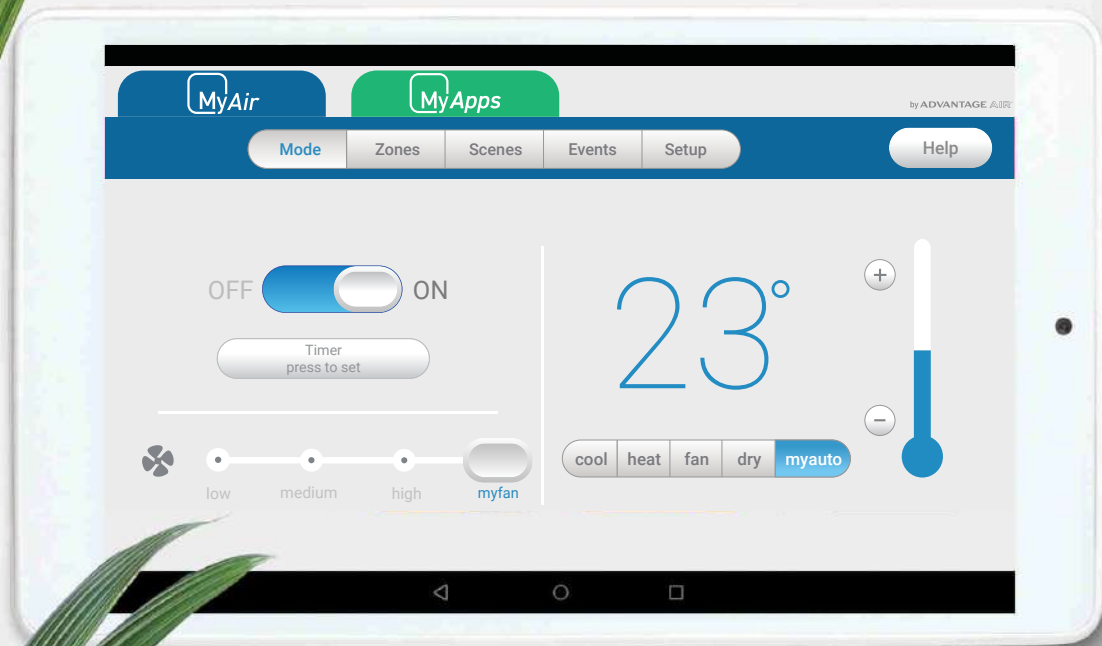 MyAir
MyApps
by ADVANTAGE AIR
Mode Zones Scenes Events Setup Help
OFF ON
23°
+
Timer
press to set
−
cool heat fan dry myauto
low medium high myfan